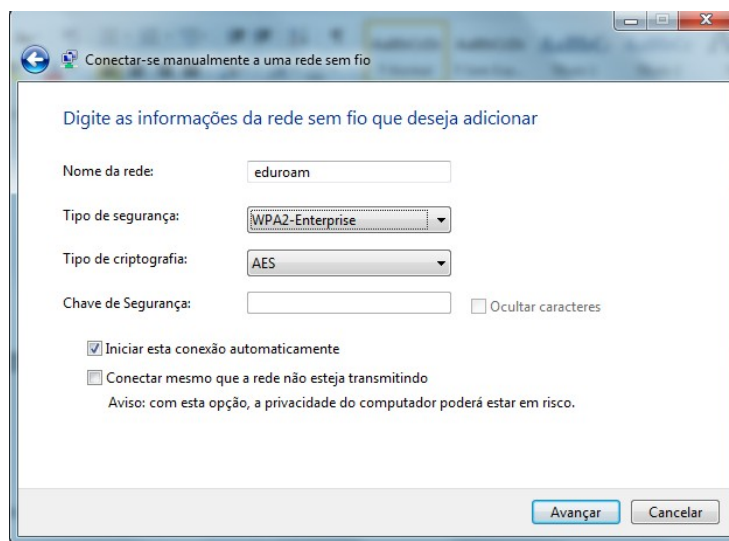 Conectar-se manualmente a uma rede sem fio
Digite as informações da rede sem fio que deseja adicionar
Nome da rede: eduroam
Tipo de segurança: WPA2-Enterprise
Tipo de criptografia: AES
Chave de Segurança: Ocultar caracteres
Iniciar esta conexão automaticamente
Conectar mesmo que a rede não esteja transmitindo
Aviso: com esta opção, a privacidade do computador poderá estar em risco.
Avançar Cancelar